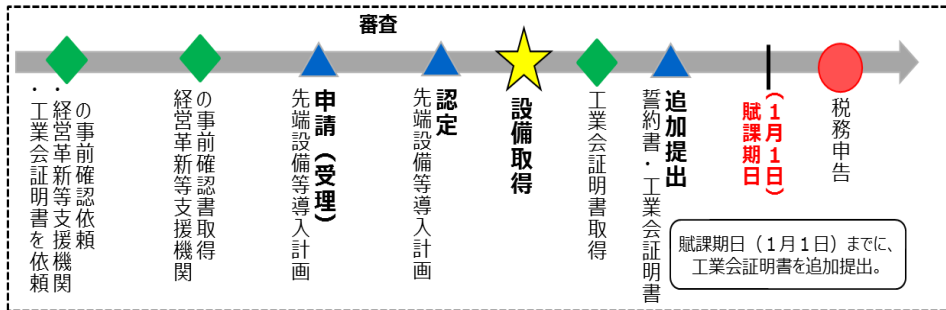 審査
・工業会証明書を依頼
・経営革新等支援機関
の事前確認依頼
経営革新等支援機関
の事前確認書取得
先端設備等導入計画
申請（受理）
先端設備等導入計画
認定
設備取得
工業会証明書取得
誓約書・工業会証明書
追加提出
賦課期日
（１月１日）
税務申告
賦課期日（１月１日）までに、
工業会証明書を追加提出。